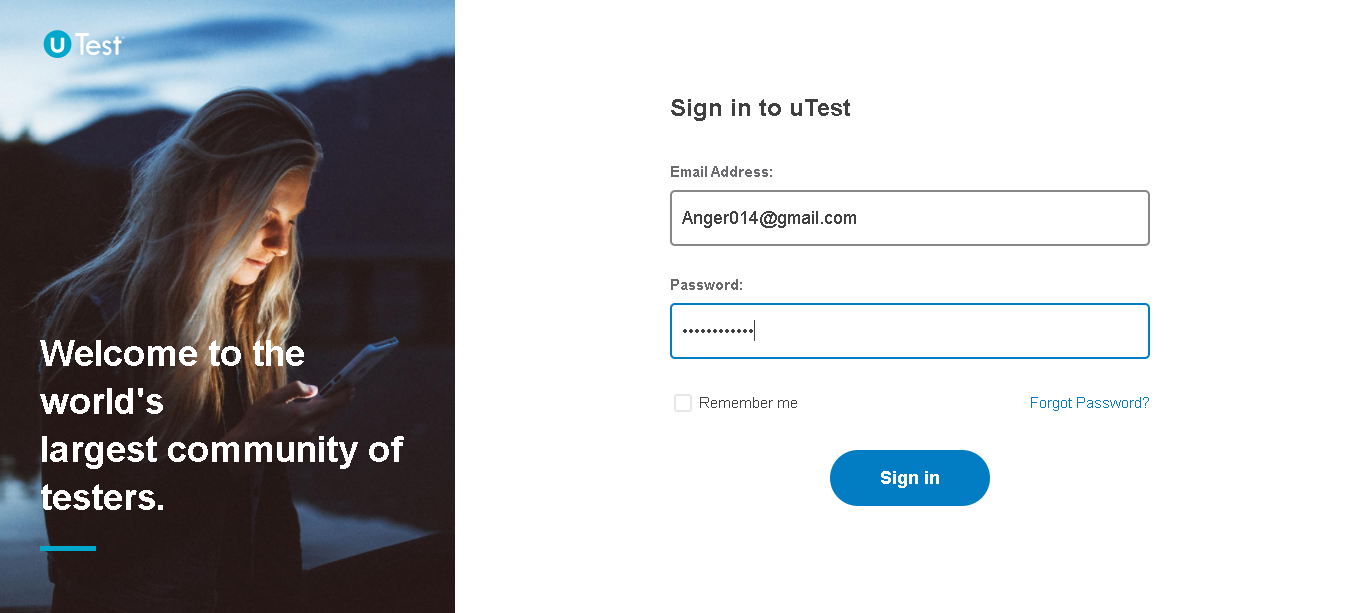 uTest
Welcome to the
world's
largest community of
testers.
Sign in to uTest
Email Address:
Anger014@gmail.com
Password:
••••••••••••
Remember me
Forgot Password?
Sign in